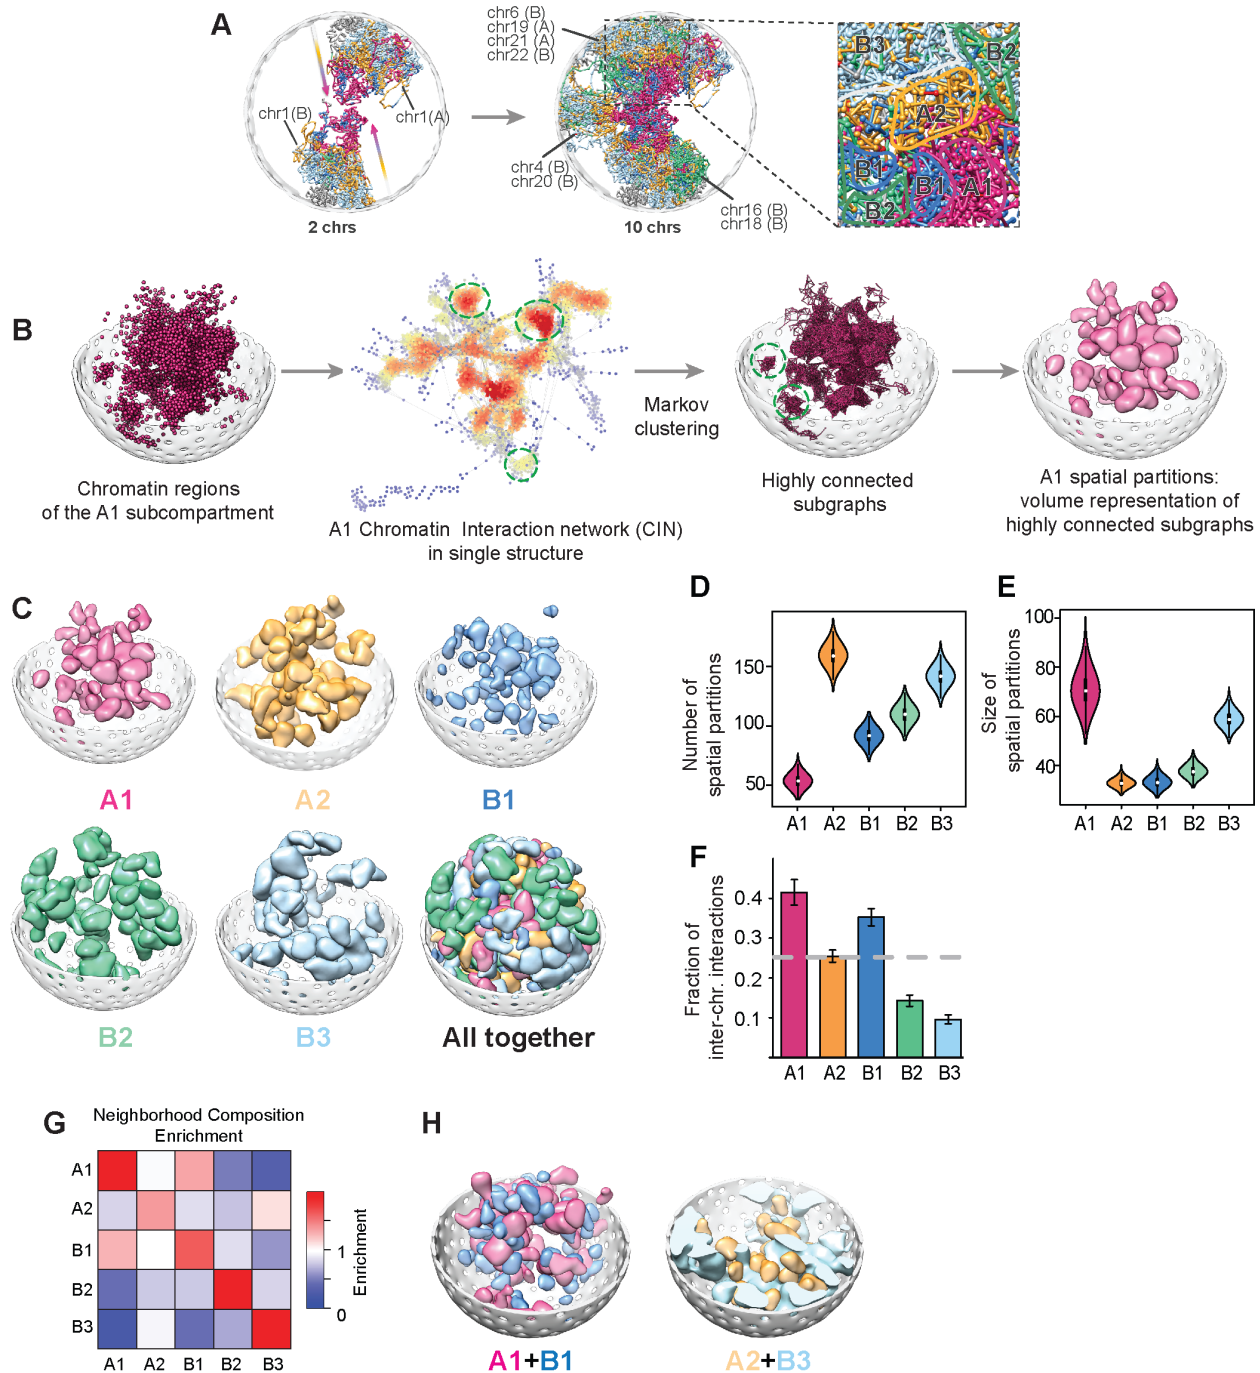 A
chr6 (B)
chr19 (A)
chr21 (A)
chr22 (B)
chr1(B)
chr1(A)
chr4 (B)
chr20 (B)
chr16 (B)
chr18 (B)
2 chrs
10 chrs
B3
B2
A2
B1
B1
A1
B2
B
Markov
clustering
Chromatin regions
of the A1 subcompartment
A1 Chromatin Interaction network (CIN)
in single structure
Highly connected
subgraphs
A1 spatial partitions:
volume representation of
highly connected subgraphs
C
A1
A2
B1
B2
B3
All together
D
Number of
spatial partitions
150
100
50
A1 A2 B1 B2 B3
E
Size of
spatial partitions
100
80
60
40
A1 A2 B1 B2 B3
F
Fraction of
inter-chr. interactions
0.4
0.3
0.2
0.1
A1 A2 B1 B2 B3
G
Neighborhood Composition
Enrichment
A1
A2
B1
B2
B3
A1 A2 B1 B2 B3
1
0
Enrichment
H
A1+B1
A2+B3